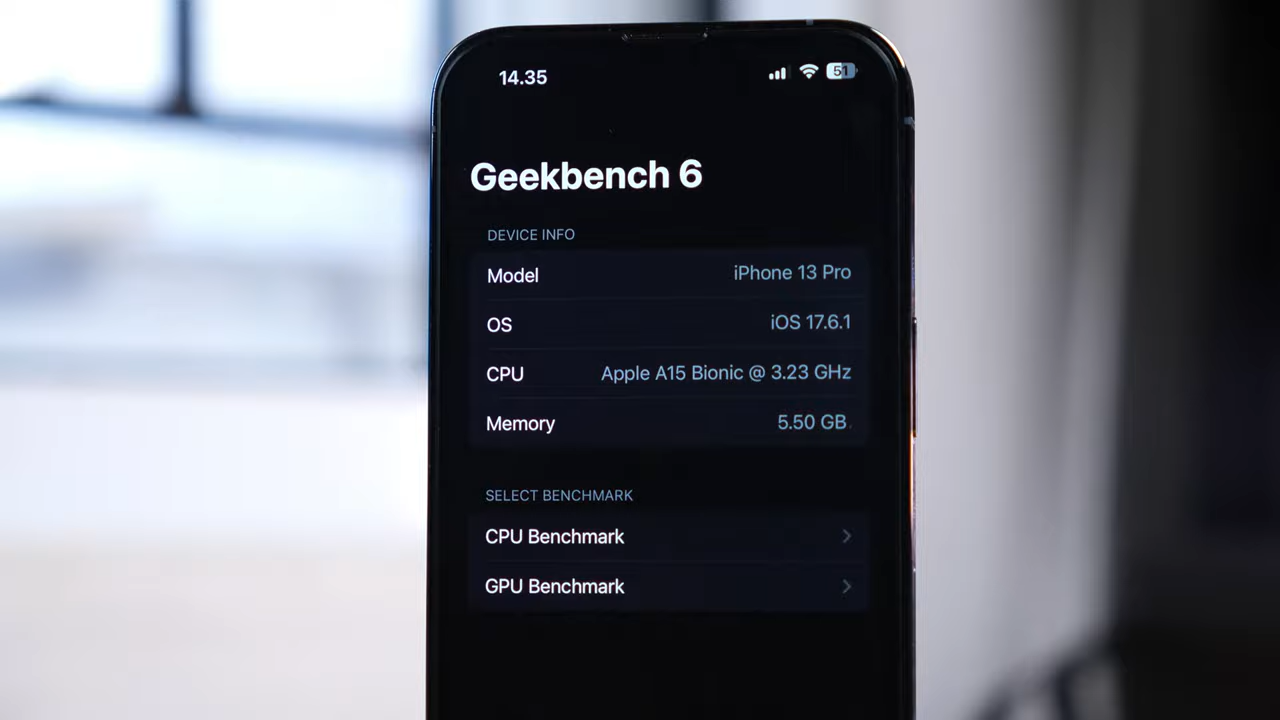 14.35 51
Geekbench 6
DEVICE INFO
Model iPhone 13 Pro
OS iOS 17.6.1
CPU Apple A15 Bionic @ 3.23 GHz
Memory 5.50 GB
SELECT BENCHMARK
CPU Benchmark
GPU Benchmark